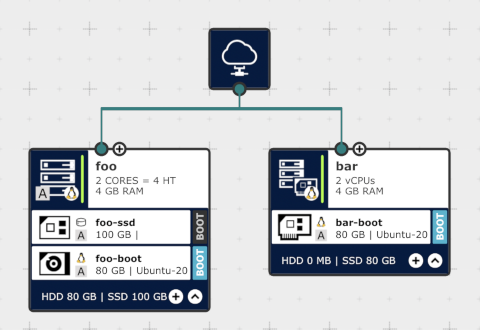 foo
2 CORES = 4 HT
4 GB RAM
A
foo-ssd
A 100 GB |
BOOT
foo-boot
A 80 GB | Ubuntu-20
BOOT
HDD 80 GB | SSD 100 GB
bar
2 vCPUs
4 GB RAM
bar-boot
A 80 GB | Ubuntu-20
BOOT
HDD 0 MB | SSD 80 GB